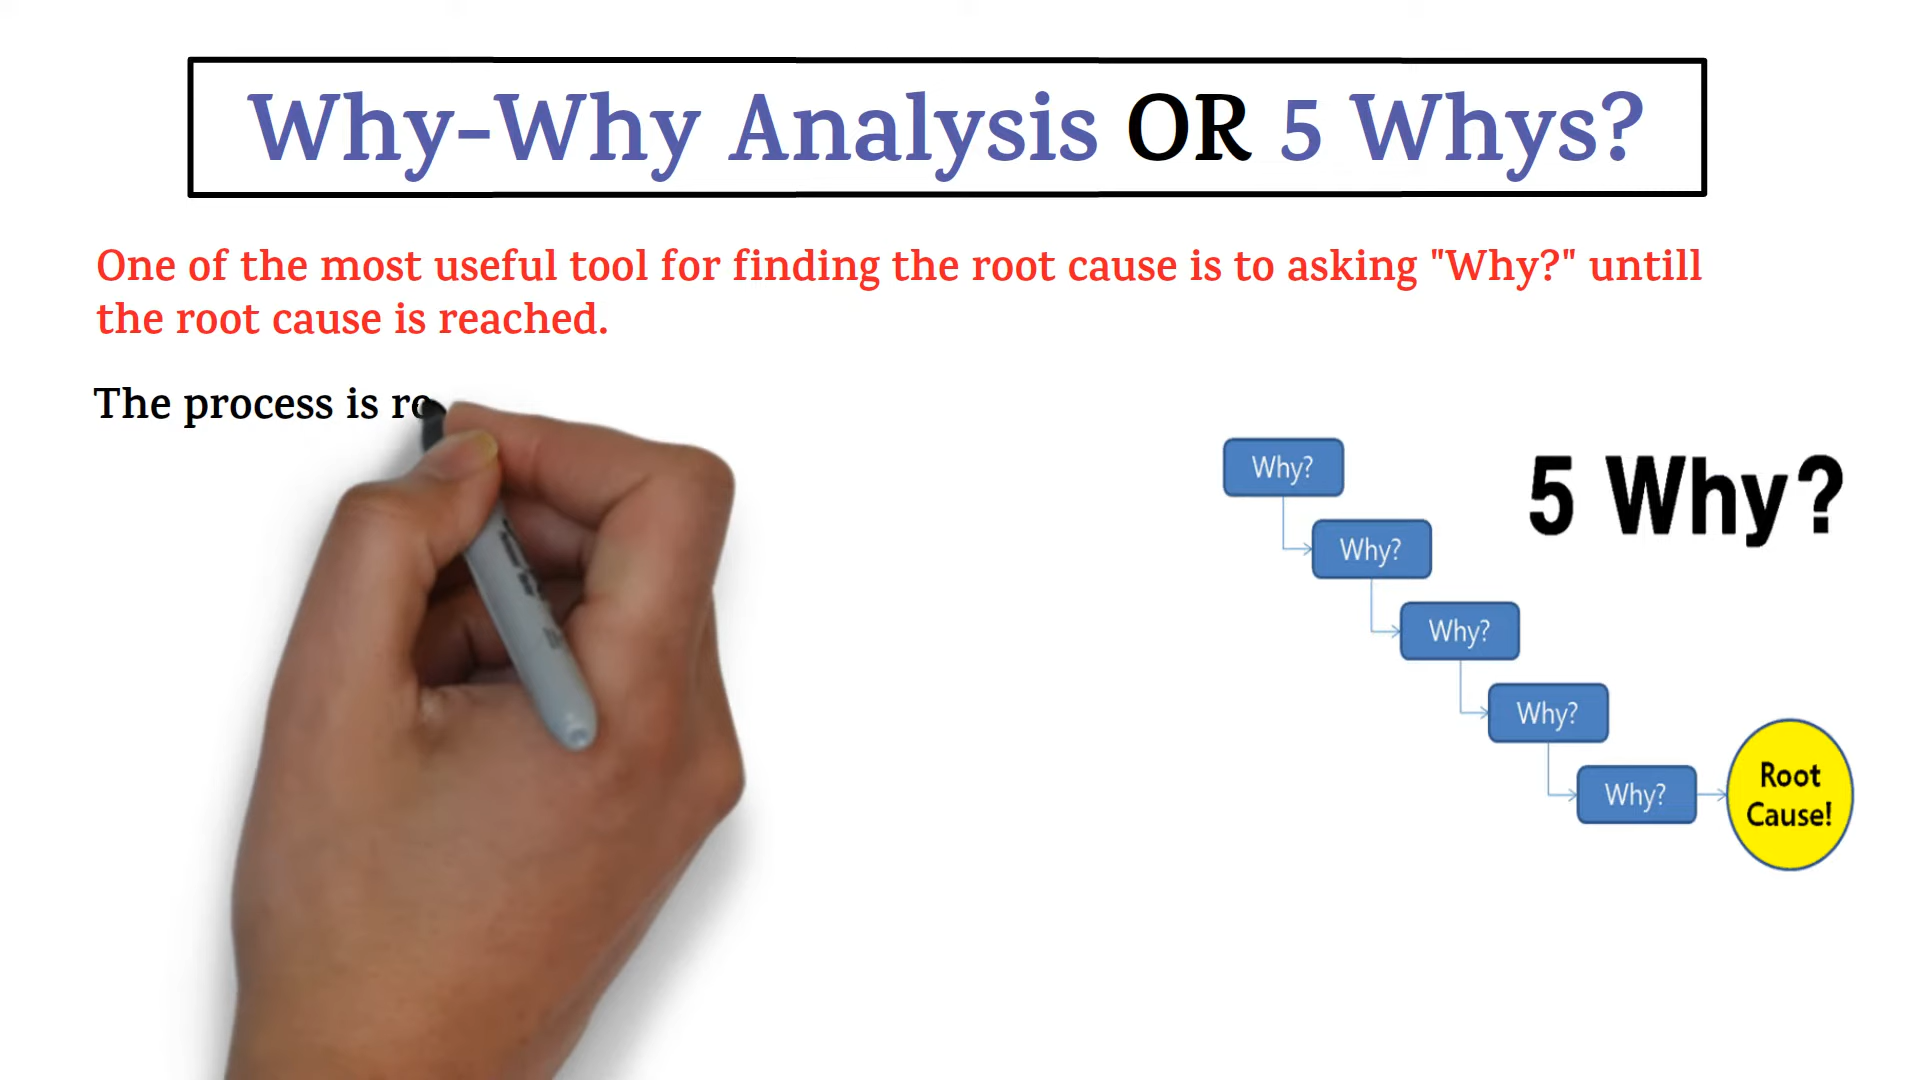 Why-Why Analysis OR 5 Whys?
One of the most useful tool for finding the root cause is to asking "Why?" untill
the root cause is reached.
The process is
5 Why?
Why?
Why?
Why?
Why?
Why?
Root
Cause!